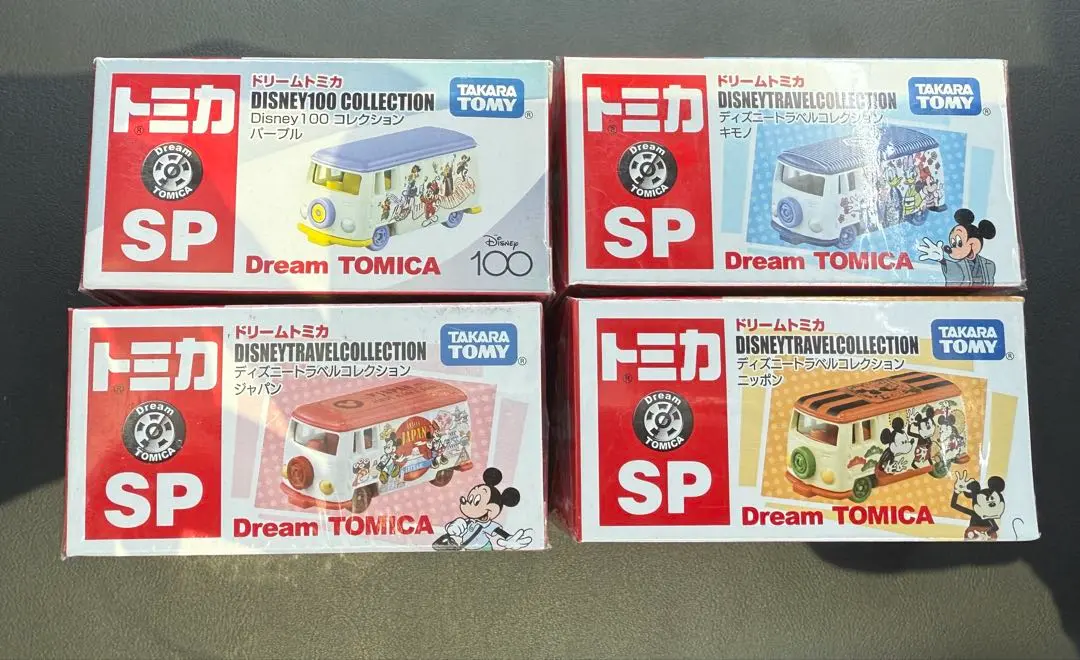 トミカ
Dream
TOMICA
SP
ドリームトミカ
DISNEY100 COLLECTION
Disney100 コレクション
パープル
TAKARA
TOMY
Dream TOMICA
Disney
100
トミカ
Dream
TOMICA
SP
ドリームトミカ
DISNEYTRAVELCOLLECTION
ディズニートラベルコレクション
キモノ
TAKARA
TOMY
Dream TOMICA
トミカ
Dream
TOMICA
SP
ドリームトミカ
DISNEYTRAVELCOLLECTION
ディズニートラベルコレクション
ジャパン
TAKARA
TOMY
JAPAN
Dream TOMICA
トミカ
Dream
TOMICA
SP
ドリームトミカ
DISNEYTRAVELCOLLECTION
ディズニートラベルコレクション
ニッポン
TAKARA
TOMY
Dream TOMICA